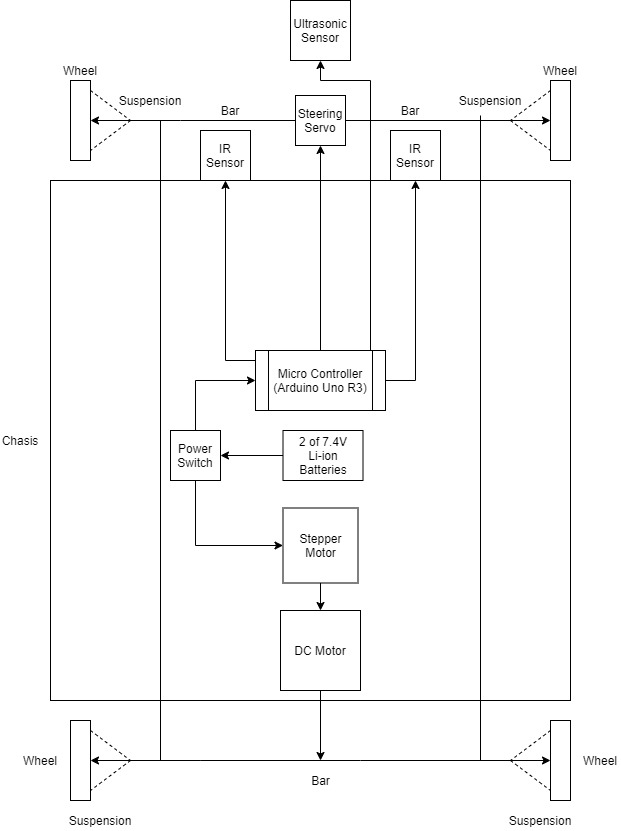 Ultrasonic
Sensor
Wheel
Wheel
Suspension
Suspension
Bar
Steering
Servo
Bar
IR
Sensor
IR
Sensor
Micro Controller
(Arduino Uno R3)
Chasis
Power
Switch
2 of 7.4V
Li-ion
Batteries
Stepper
Motor
DC Motor
Wheel
Wheel
Bar
Suspension
Suspension